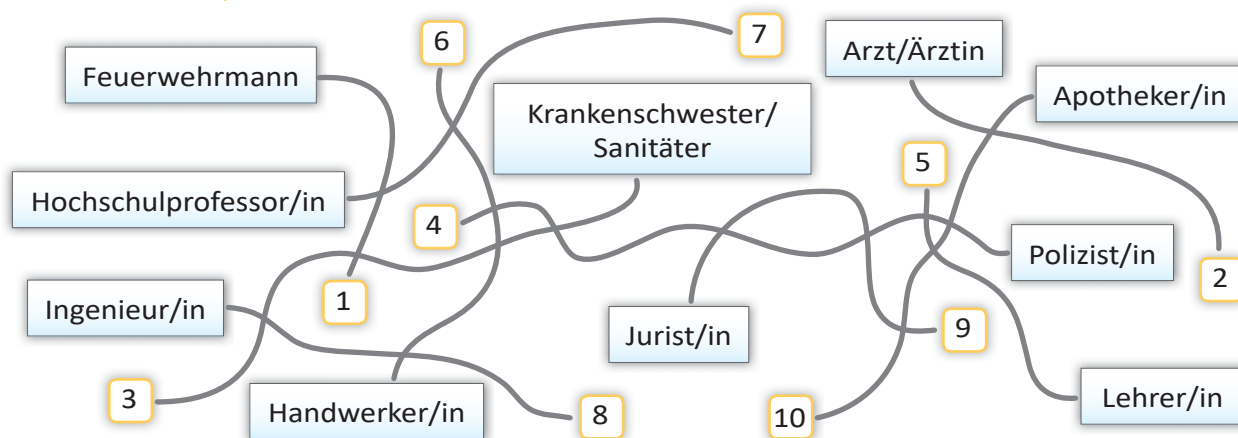 6
7
Arzt/Ärztin
Feuerwehrmann
Apotheker/in
Krankenschwester/
Sanitäter
5
Hochschulprofessor/in
4
Polizist/in
2
1
Ingenieur/in
Jurist/in
9
3
Handwerker/in
8
10
Lehrer/in